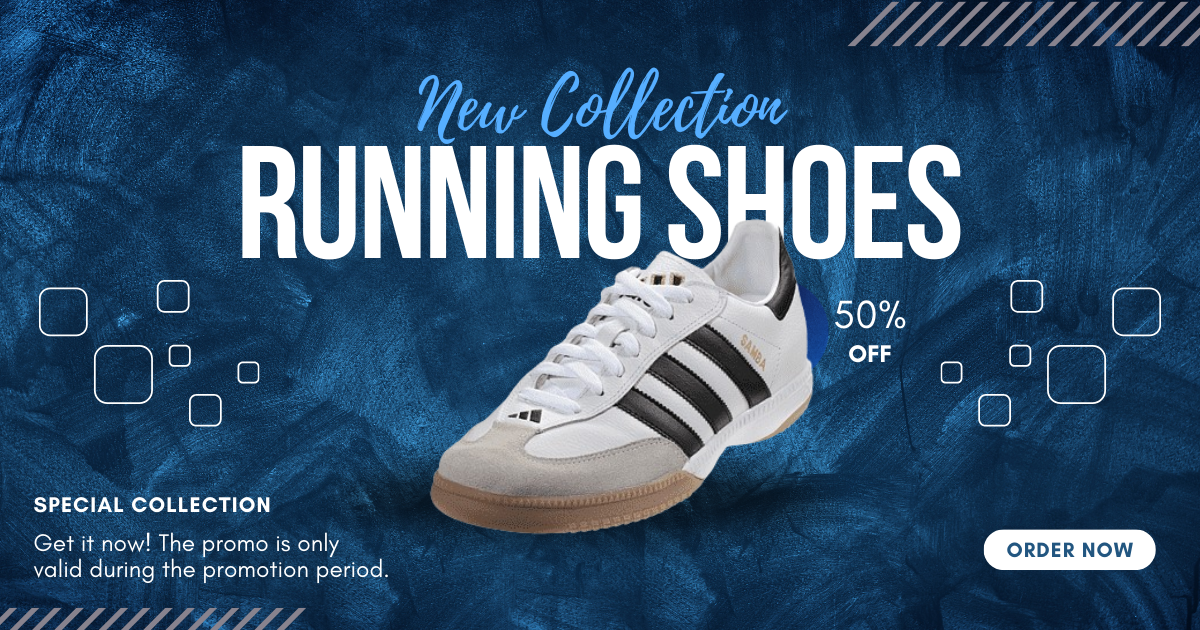 New Collection
RUNNING SHOES
50%
OFF
SAMBA
SPECIAL COLLECTION
Get it now! The promo is only
valid during the promotion period.
ORDER NOW